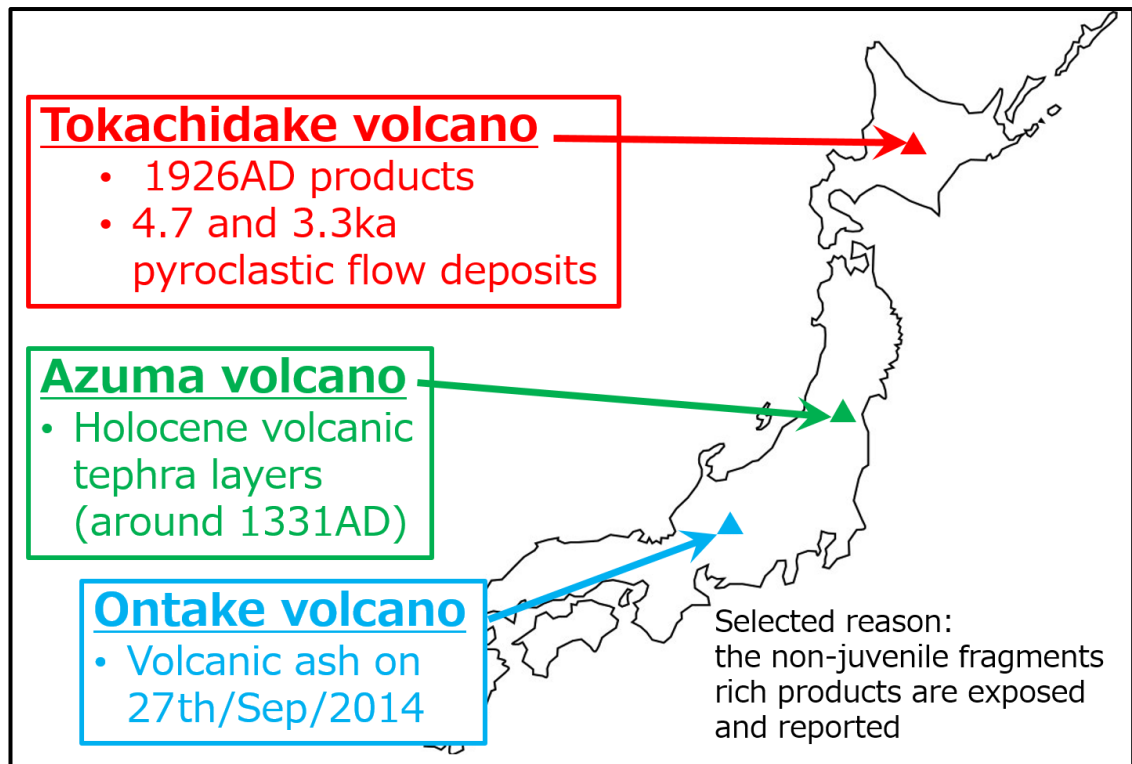 Tokachidake volcano
• 1926AD products
• 4.7 and 3.3ka
pyroclastic flow deposits
Azuma volcano
• Holocene volcanic
tephra layers
(around 1331AD)
Ontake volcano
• Volcanic ash on
27th/Sep/2014
Selected reason:
the non-juvenile fragments
rich products are exposed
and reported